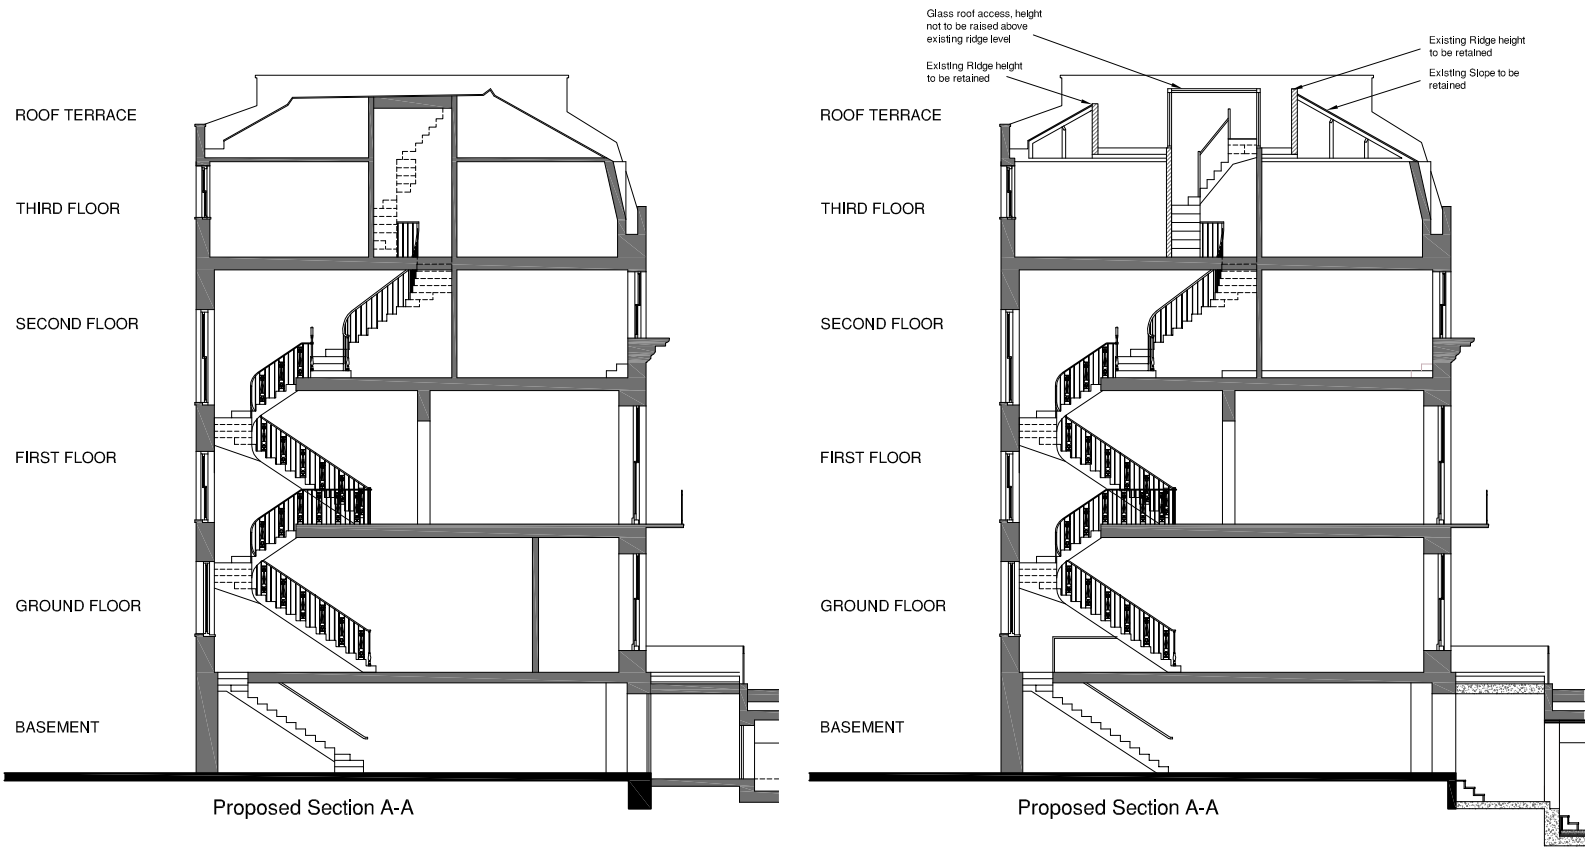 ROOF TERRACE
THIRD FLOOR
SECOND FLOOR
FIRST FLOOR
GROUND FLOOR
BASEMENT
Proposed Section A-A
Glass roof access, height
not to be raised above
existing ridge level
Existing Ridge height
to be retained
Existing Ridge height
to be retained
Existing Slope to be
retained
ROOF TERRACE
THIRD FLOOR
SECOND FLOOR
FIRST FLOOR
GROUND FLOOR
BASEMENT
Proposed Section A-A